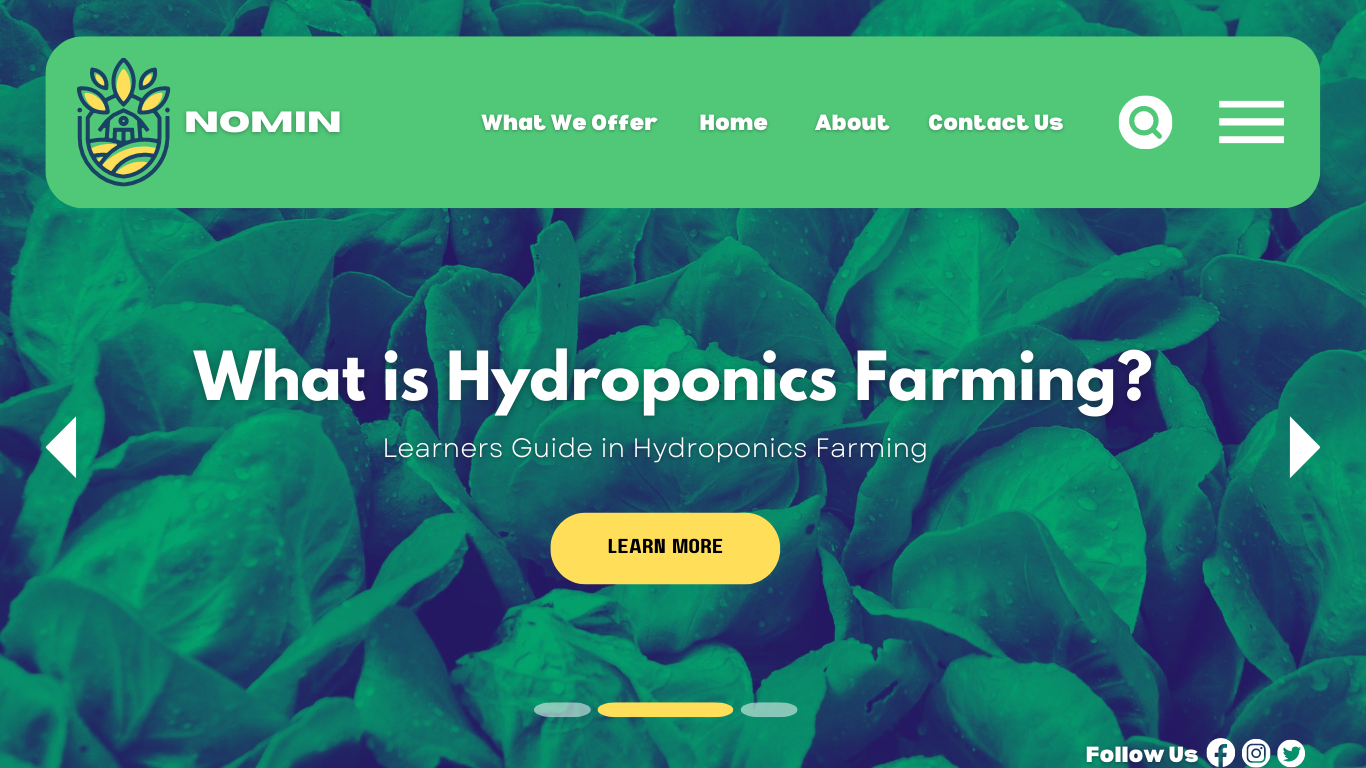 NOMIN
What We Offer
Home
About
Contact Us
What is Hydroponics Farming?
Learners Guide in Hydroponics Farming
LEARN MORE
Follow Us